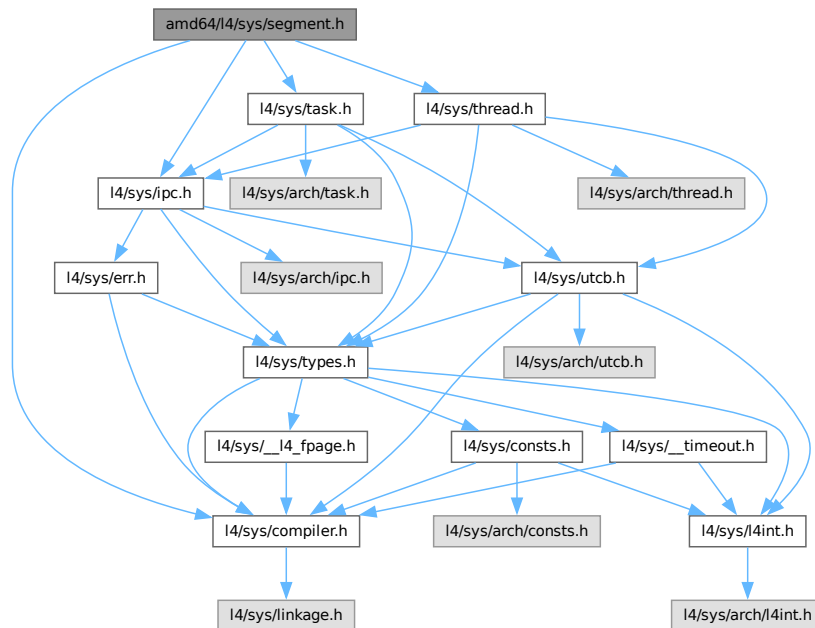 amd64/l4/sys/segment.h
l4/sys/task.h
l4/sys/thread.h
l4/sys/ipc.h
l4/sys/arch/task.h
l4/sys/arch/thread.h
l4/sys/err.h
l4/sys/arch/ipc.h
l4/sys/utcb.h
l4/sys/types.h
l4/sys/arch/utcb.h
l4/sys/__l4_fpage.h
l4/sys/consts.h
l4/sys/__timeout.h
l4/sys/compiler.h
l4/sys/arch/consts.h
l4/sys/l4int.h
l4/sys/linkage.h
l4/sys/arch/l4int.h